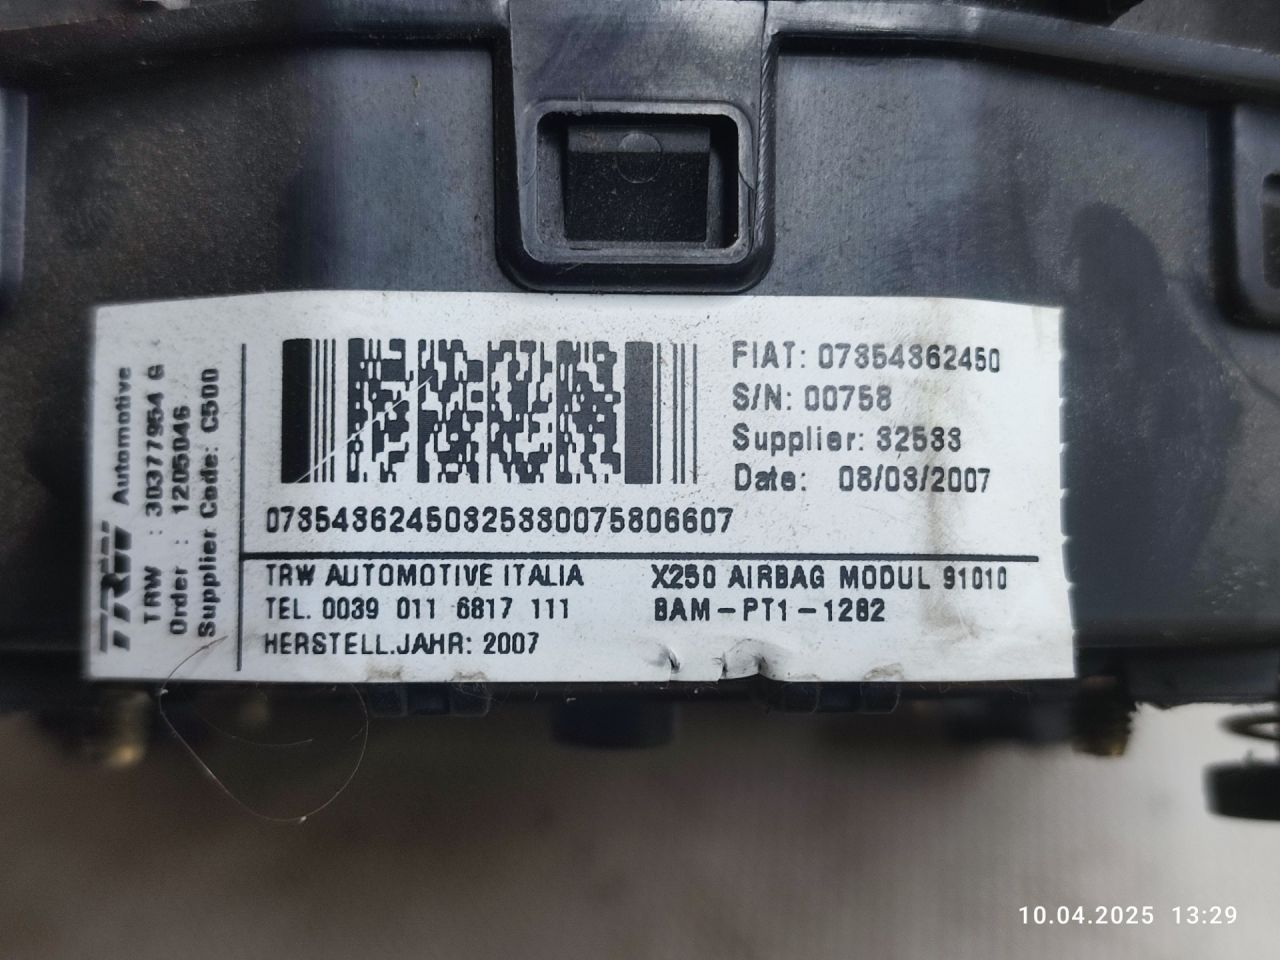 TRW Automotive
TRW : 30377954 G
Order : 12050046
Supplier Code: C500
FIAT: 07354362450
S/N: 00758
Supplier: 32533
Date: 08/03/2007
07354362450325330075806607
TRW AUTOMOTIVE ITALIA
TEL. 0039 011 6817 111
HERSTELL.JAHR: 2007
X250 AIRBAG MODUL 91010
BAM-PT1-1282
10.04.2025 13:29